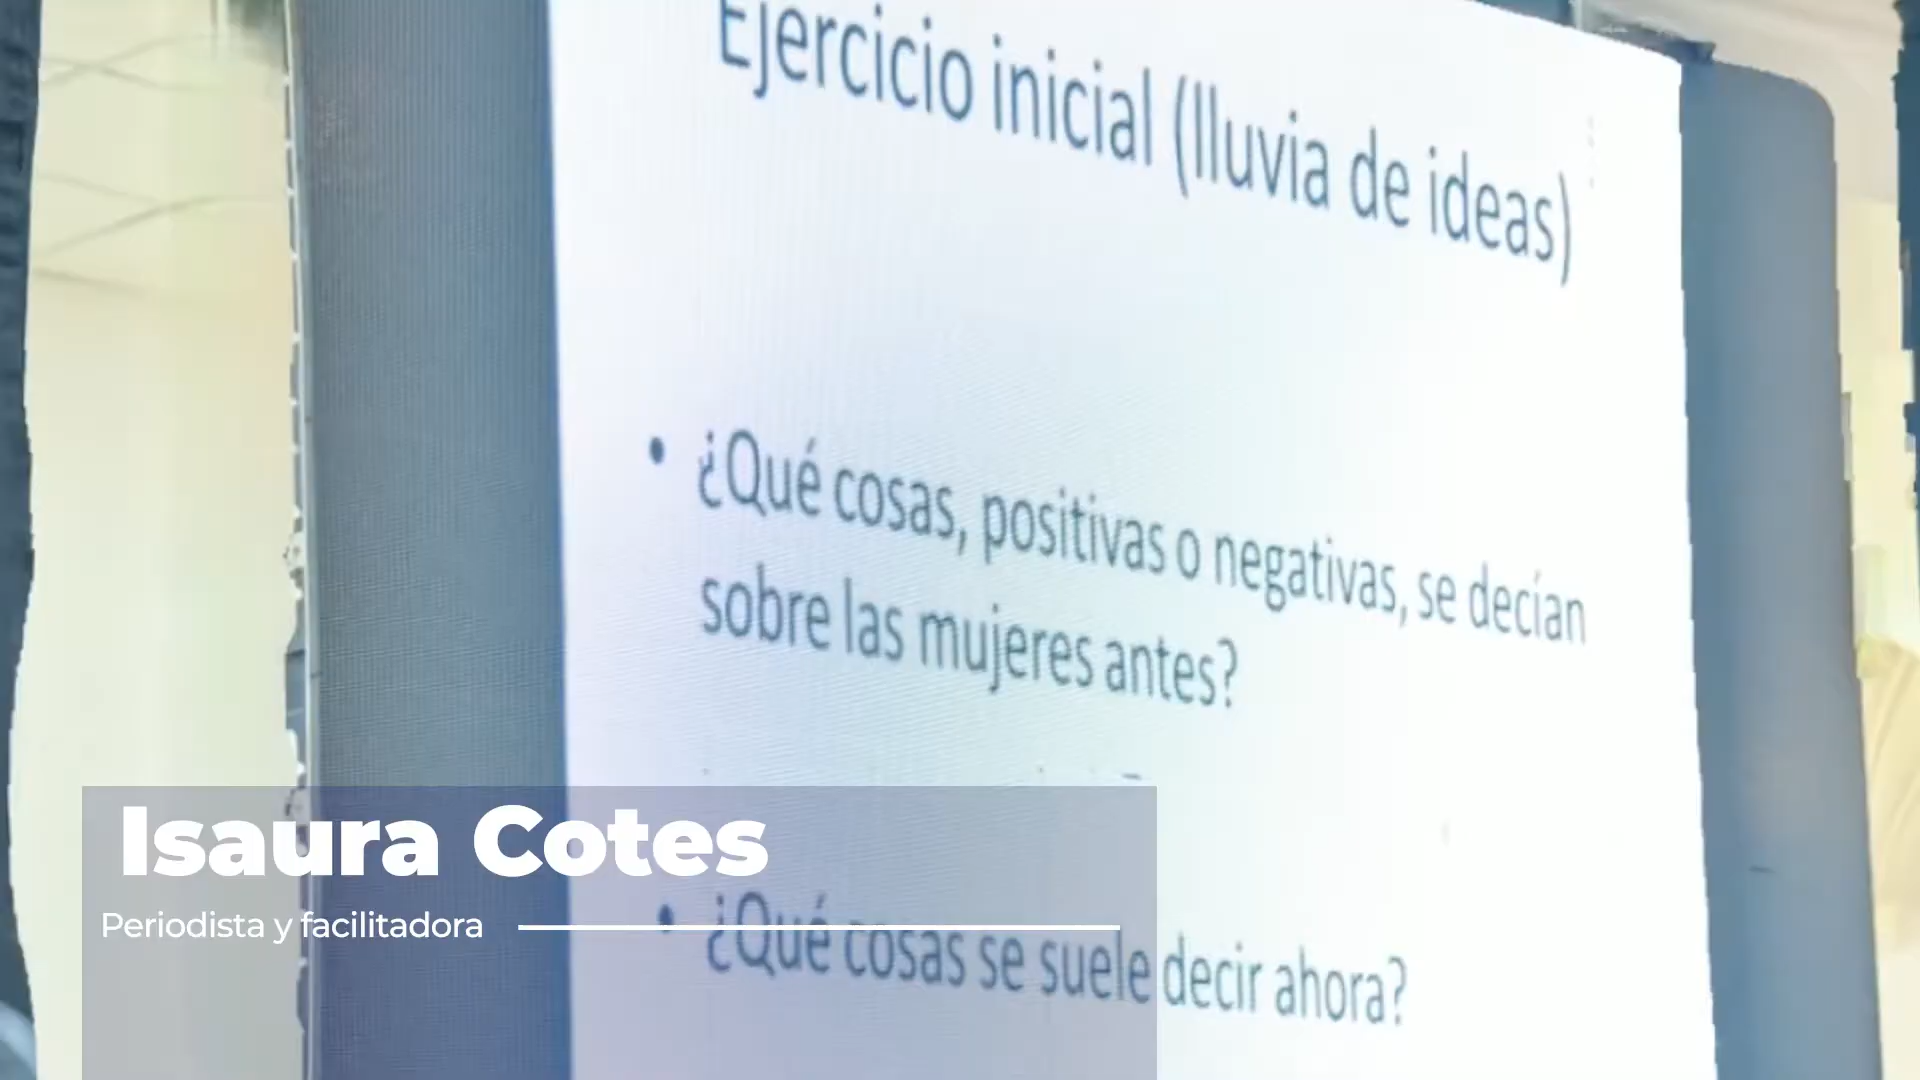 Ejercicio inicial (lluvia de ideas)
• ¿Qué cosas, positivas o negativas, se decían
sobre las mujeres antes?
Isaura Cotes
Periodista y facilitadora
• ¿Qué cosas se suele decir ahora?